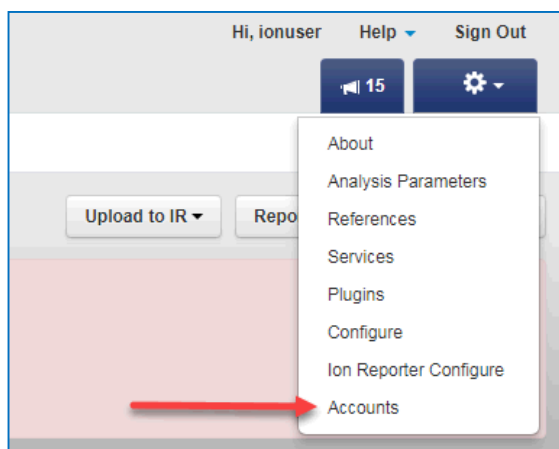 Hi, ionuser Help Sign Out
15
About
Analysis Parameters
Upload to IR Repo References
Services
Plugins
Configure
Ion Reporter Configure
Accounts